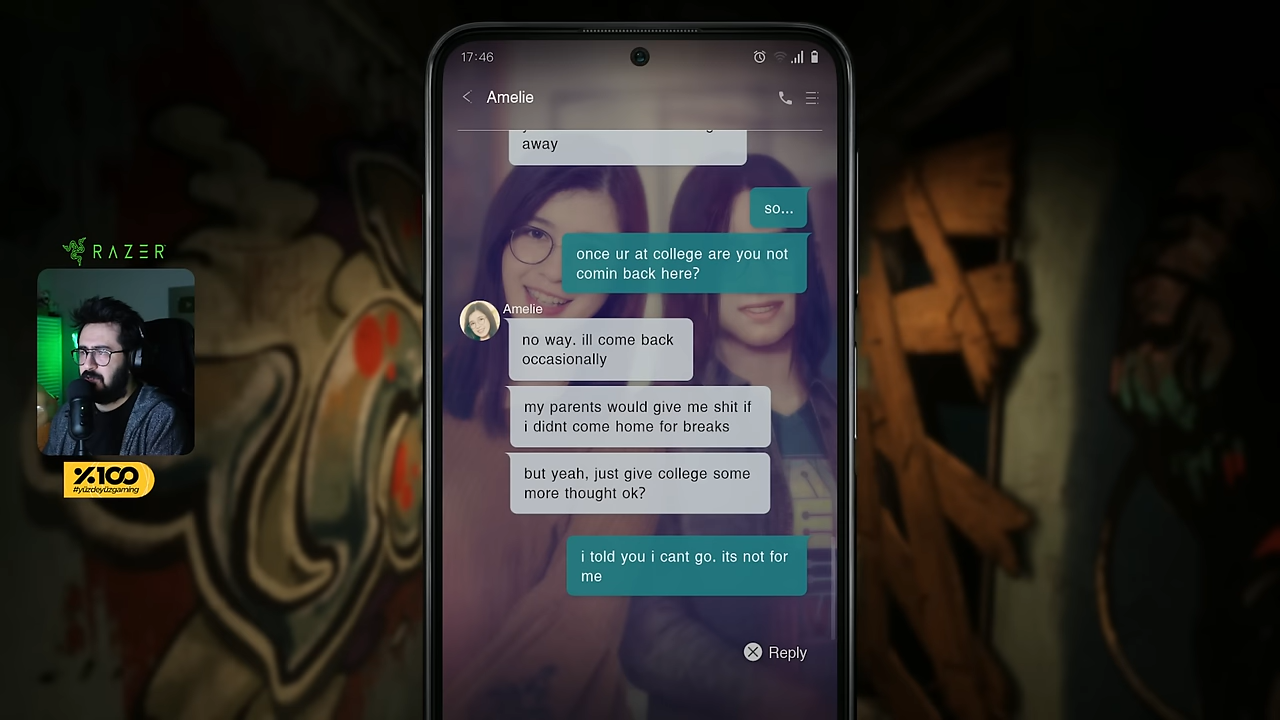 17:46
Amelie
away
so...
once ur at college are you not
comin back here?
RAZER
Amelie
no way. ill come back
occasionally
my parents would give me shit if
i didnt come home for breaks
%100
#yüzdeyüzgaming
but yeah, just give college some
more thought ok?
i told you i cant go. its not for
me
Reply